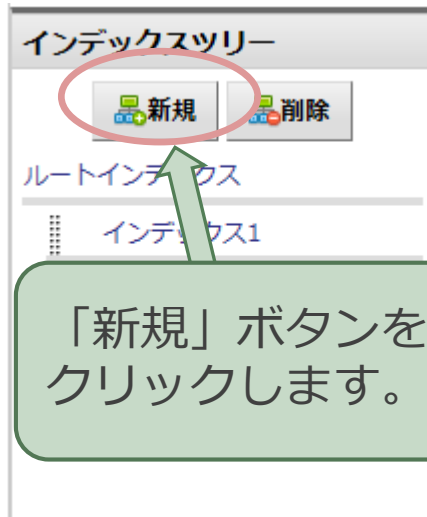 インデックスツリー
新規 削除
ルートインデックス
インデックス1
「新規」ボタンを
クリックします。